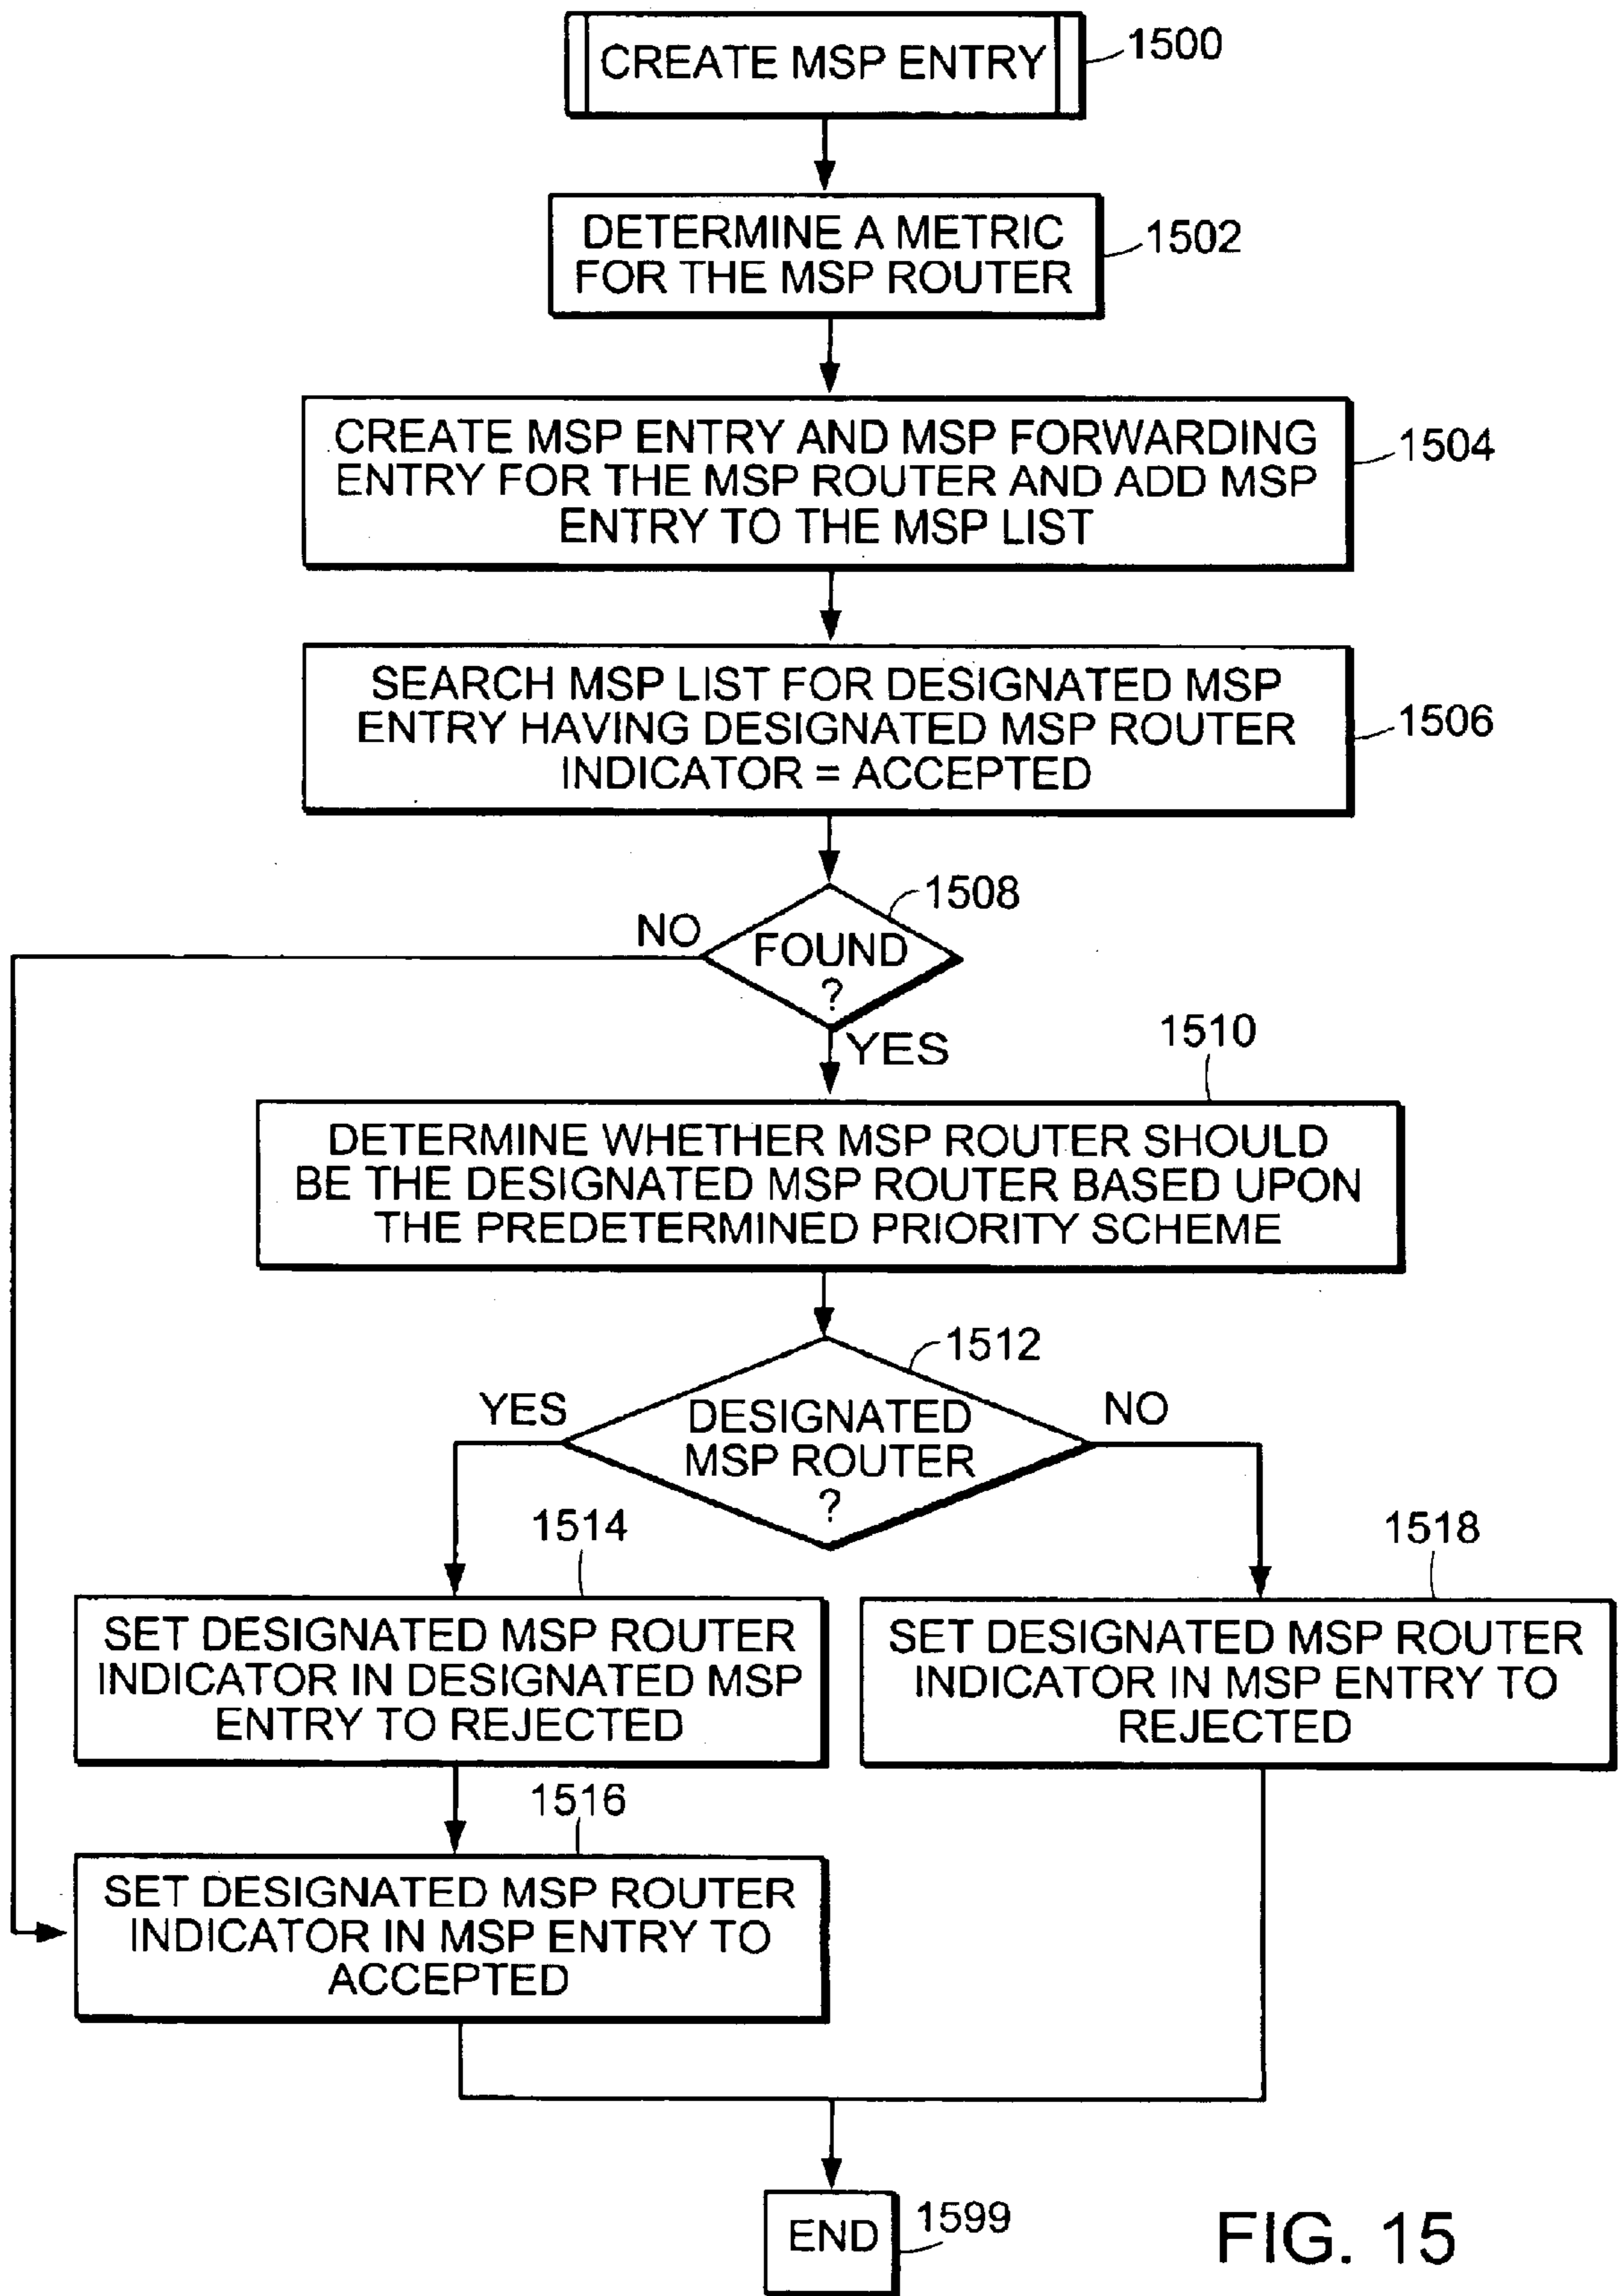 CREATE MSP ENTRY
1500
DETERMINE A METRIC
FOR THE MSP ROUTER
1502
CREATE MSP ENTRY AND MSP FORWARDING
ENTRY FOR THE MSP ROUTER AND ADD MSP
ENTRY TO THE MSP LIST
1504
SEARCH MSP LIST FOR DESIGNATED MSP
ENTRY HAVING DESIGNATED MSP ROUTER
INDICATOR = ACCEPTED
1506
1508
NO
FOUND
?
YES
1510
DETERMINE WHETHER MSP ROUTER SHOULD
BE THE DESIGNATED MSP ROUTER BASED UPON
THE PREDETERMINED PRIORITY SCHEME
1512
YES
DESIGNATED
MSP ROUTER
?
NO
1514
SET DESIGNATED MSP ROUTER
INDICATOR IN DESIGNATED MSP
ENTRY TO REJECTED
1518
SET DESIGNATED MSP ROUTER
INDICATOR IN MSP ENTRY TO
REJECTED
1516
SET DESIGNATED MSP ROUTER
INDICATOR IN MSP ENTRY TO
ACCEPTED
END
1599
FIG. 15